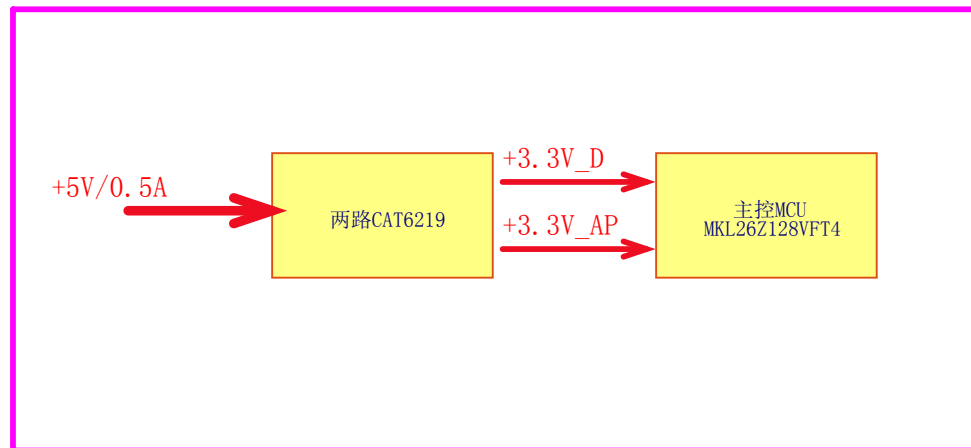 +5V/0.5A
两路CAT6219
+3.3V_D
+3.3V_AP
主控MCU
MKL26Z128VFT4